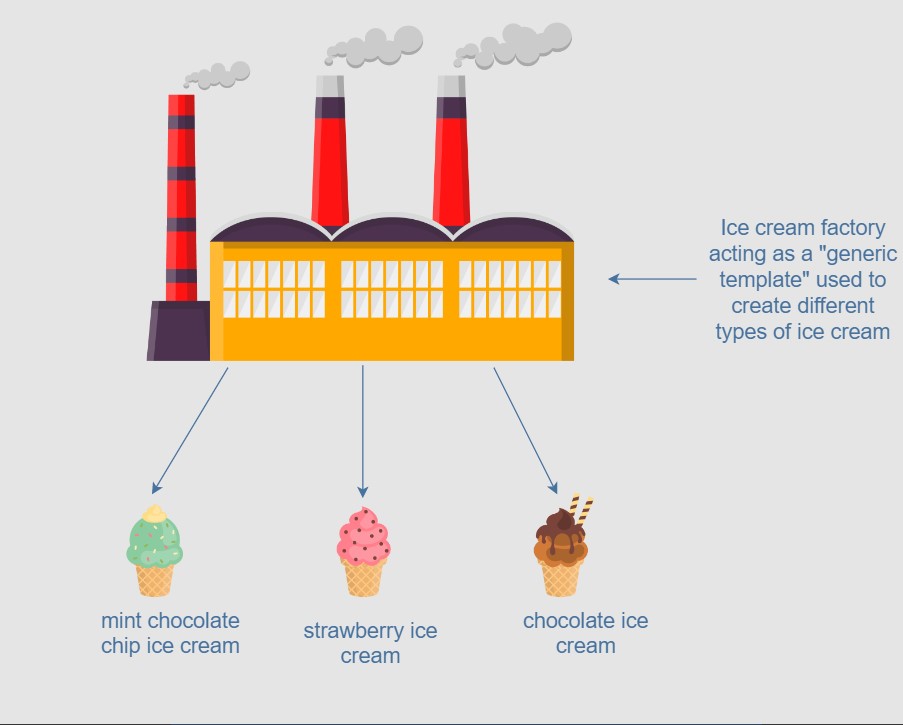 Ice cream factory
acting as a "generic
template" used to
create different
types of ice cream
mint chocolate
chip ice cream
strawberry ice
cream
chocolate ice
cream